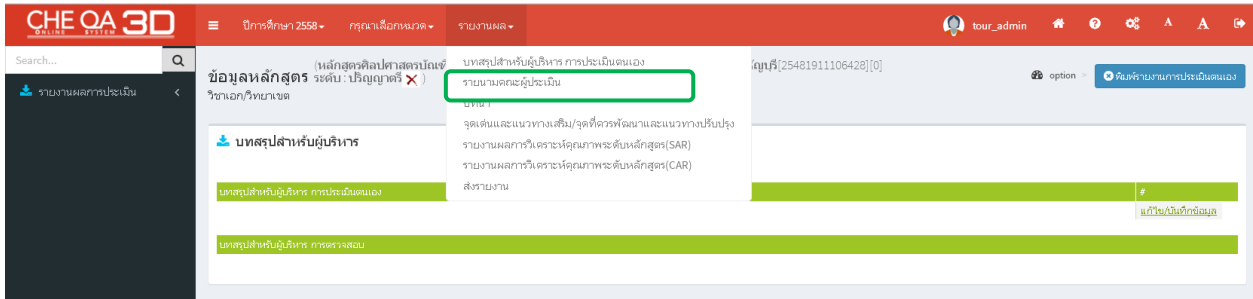 CHE QA 3D
ONLINE SYSTEM
ปีการศึกษา 2558
กรุณาเลือกหมวด
รายงานผล
tour_admin
A
A
Search...
รายงานผลการประเมิน
ข้อมูลหลักสูตร
(หลักสูตรศิลปศาสตรบัณฑ
ระดับ : ปริญญาตรี )
วิชาเอก/วิทยาเขต
ัญบุรี[25481911106428][0]
option >
พิมพ์รายงานการประเมินตนเอง
บทสรุปสำหรับผู้บริหาร การประเมินตนเอง
รายนามคณะผู้ประเมิน
บทนำ
จุดเด่นและแนวทางเสริม/จุดที่ควรพัฒนาและแนวทางปรับปรุง
รายงานผลการวิเคราะห์คุณภาพระดับหลักสูตร(SAR)
รายงานผลการวิเคราะห์คุณภาพระดับหลักสูตร(CAR)
ส่งรายงาน
บทสรุปสำหรับผู้บริหาร
บทสรุปสำหรับผู้บริหาร การประเมินตนเอง
#
แก้ไข/บันทึกข้อมูล
บทสรุปสำหรับผู้บริหาร การตรวจสอบ